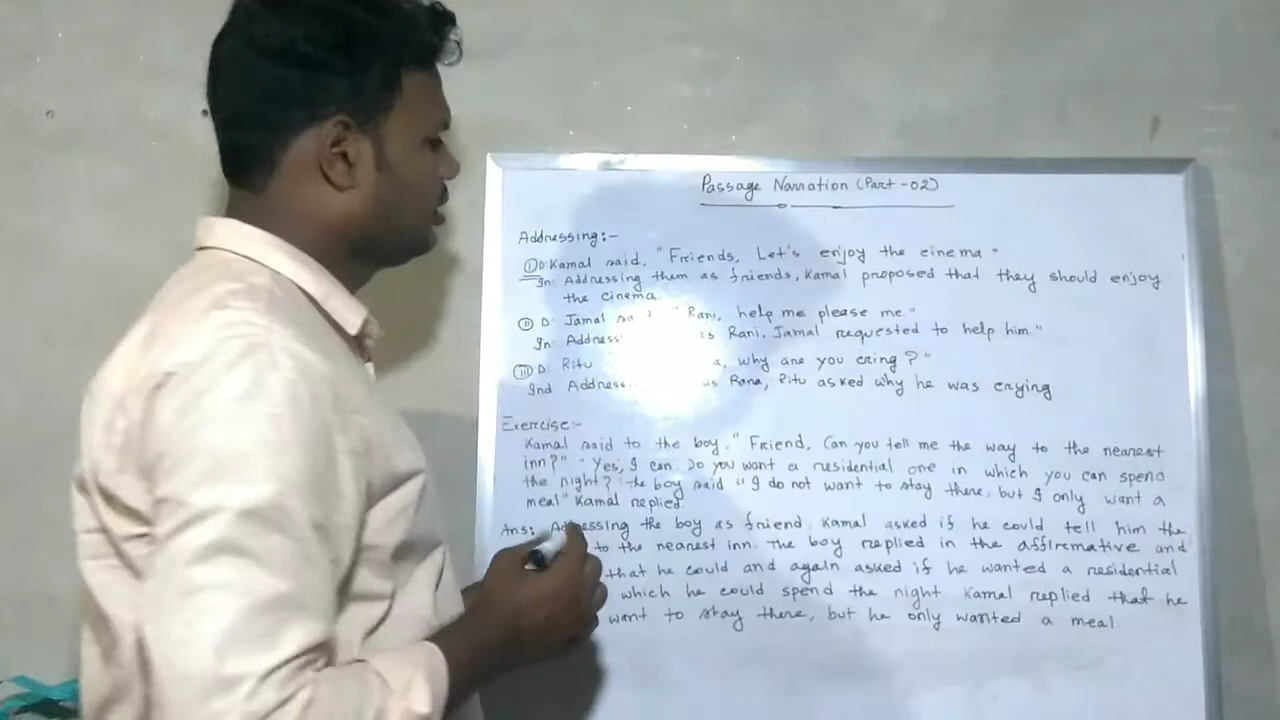 Passage Narration (Part-02)
Addressing:-
(i) D: Kamal said, "Friends, Let's enjoy the cinema"
In: Addressing them as friends, Kamal proposed that they should enjoy
the cinema.
(ii) D: Jamal "Rani, help me please me."
In: Rani, Jamal requested to help him."
(iii) D: Ritu why are you cring?"
Ind Rana, Ritu asked why he was crying
Exercise:-
Kamal said to the boy, "Friend, Can you tell me the way to the nearest
inn?" "Yes, I can. Do you want a residential one in which you can spend
the night? the boy said "I do not want to stay there, but I only want a
meal" Kamal replied.
Ans: Addressing the boy as friend, Kamal asked if he could tell him the
to the nearest inn. The boy replied in the affirmative and
that he could and again asked if he wanted a residential
which he could spend the night Kamal replied that he
want to stay there, but he only wanted a meal.